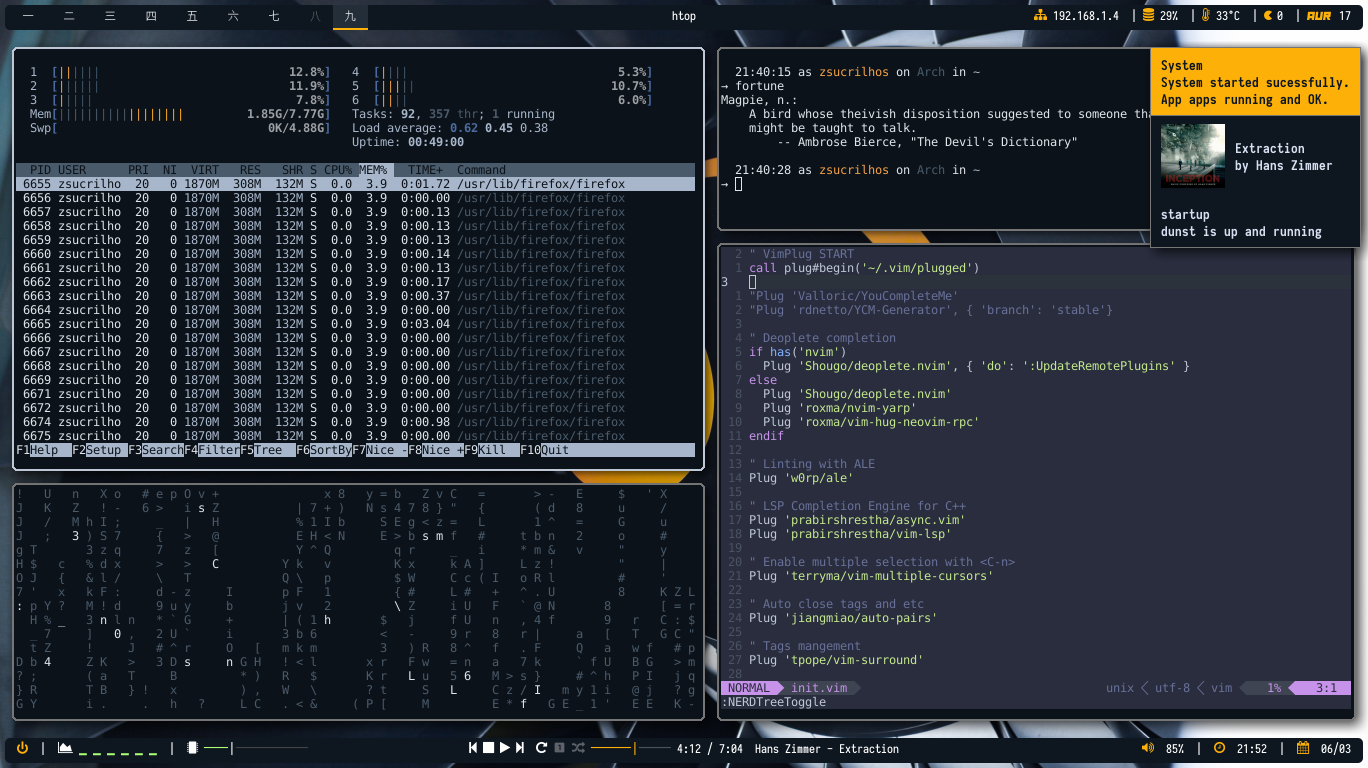 一 二 三 四 五 六 七 八 九
htop
192.168.1.4 | 29% | 33°C | 0 | AUR 17
1 [||||||| 12.8%] 4 [|||| 5.3%]
2 [|||||| 11.9%] 5 [||||| 10.7%]
3 [||||| 7.8%] 6 [|||| 6.0%]
Mem[|||||||||||||||||| 1.85G/7.77G] Tasks: 92, 357 thr; 1 running
Swp[ 0K/4.88G] Load average: 0.62 0.45 0.38
Uptime: 00:49:00
PID USER PRI NI VIRT RES SHR S CPU% MEM% TIME+ Command
6655 zsucrilho 20 0 1870M 308M 132M S 0.0 3.9 0:01.72 /usr/lib/firefox/firefox
6656 zsucrilho 20 0 1870M 308M 132M S 0.0 3.9 0:00.00 /usr/lib/firefox/firefox
6657 zsucrilho 20 0 1870M 308M 132M S 0.0 3.9 0:00.13 /usr/lib/firefox/firefox
6658 zsucrilho 20 0 1870M 308M 132M S 0.0 3.9 0:00.13 /usr/lib/firefox/firefox
6659 zsucrilho 20 0 1870M 308M 132M S 0.0 3.9 0:00.13 /usr/lib/firefox/firefox
6660 zsucrilho 20 0 1870M 308M 132M S 0.0 3.9 0:00.14 /usr/lib/firefox/firefox
6661 zsucrilho 20 0 1870M 308M 132M S 0.0 3.9 0:00.13 /usr/lib/firefox/firefox
6662 zsucrilho 20 0 1870M 308M 132M S 0.0 3.9 0:00.17 /usr/lib/firefox/firefox
6663 zsucrilho 20 0 1870M 308M 132M S 0.0 3.9 0:00.37 /usr/lib/firefox/firefox
6664 zsucrilho 20 0 1870M 308M 132M S 0.0 3.9 0:00.00 /usr/lib/firefox/firefox
6665 zsucrilho 20 0 1870M 308M 132M S 0.0 3.9 0:03.04 /usr/lib/firefox/firefox
6666 zsucrilho 20 0 1870M 308M 132M S 0.0 3.9 0:00.00 /usr/lib/firefox/firefox
6667 zsucrilho 20 0 1870M 308M 132M S 0.0 3.9 0:00.00 /usr/lib/firefox/firefox
6668 zsucrilho 20 0 1870M 308M 132M S 0.0 3.9 0:00.00 /usr/lib/firefox/firefox
6669 zsucrilho 20 0 1870M 308M 132M S 0.0 3.9 0:00.00 /usr/lib/firefox/firefox
6671 zsucrilho 20 0 1870M 308M 132M S 0.0 3.9 0:00.00 /usr/lib/firefox/firefox
6672 zsucrilho 20 0 1870M 308M 132M S 0.0 3.9 0:00.00 /usr/lib/firefox/firefox
6674 zsucrilho 20 0 1870M 308M 132M S 0.0 3.9 0:00.98 /usr/lib/firefox/firefox
6675 zsucrilho 20 0 1870M 308M 132M S 0.0 3.9 0:00.00 /usr/lib/firefox/firefox
F1Help F2Setup F3SearchF4FilterF5Tree F6SortByF7Nice -F8Nice +F9Kill F10Quit
21:40:15 as zsucrilhos on Arch in ~
→ fortune
Magpie, n.:
A bird whose theivish disposition suggested to someone
might be taught to talk.
-- Ambrose Bierce, "The Devil's Dictionary"
21:40:28 as zsucrilhos on Arch in ~
→
System
System started sucessfully.
App apps running and OK.
Extraction
by Hans Zimmer
INCEPTION
startup
dunst is up and running
2 " VimPlug START
1 call plug#begin('~/.vim/plugged')
3
1 "Plug 'Valloric/YouCompleteMe'
2 "Plug 'rdnetto/YCM-Generator', { 'branch': 'stable'}
3
4 " Deoplete completion
5 if has('nvim')
6 Plug 'Shougo/deoplete.nvim', { 'do': ':UpdateRemotePlugins' }
7 else
8 Plug 'Shougo/deoplete.nvim'
9 Plug 'roxma/nvim-yarp'
10 Plug 'roxma/vim-hug-neovim-rpc'
11 endif
12
13 " Linting with ALE
14 Plug 'w0rp/ale'
15
16 " LSP Completion Engine for C++
17 Plug 'prabirshrestha/async.vim'
18 Plug 'prabirshrestha/vim-lsp'
19
20 " Enable multiple selection with <C-n>
21 Plug 'terryma/vim-multiple-cursors'
22
23 " Auto close tags and etc
24 Plug 'jiangmiao/auto-pairs'
25
26 " Tags mangement
27 Plug 'tpope/vim-surround'
28
NORMAL init.vim unix utf-8 vim 1% 3:1
:NERDTreeToggle
4:12 / 7:04 Hans Zimmer - Extraction
85% | 21:52 | 06/03